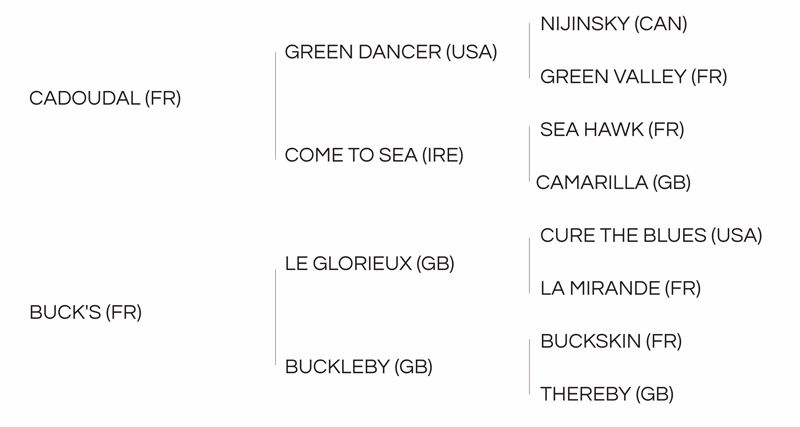 NIJINSKY (CAN)
GREEN DANCER (USA)
GREEN VALLEY (FR)
CADOUDAL (FR)
SEA HAWK (FR)
COME TO SEA (IRE)
CAMARILLA (GB)
CURE THE BLUES (USA)
LE GLORIEUX (GB)
LA MIRANDE (FR)
BUCK'S (FR)
BUCKSKIN (FR)
BUCKLEBY (GB)
THEREBY (GB)